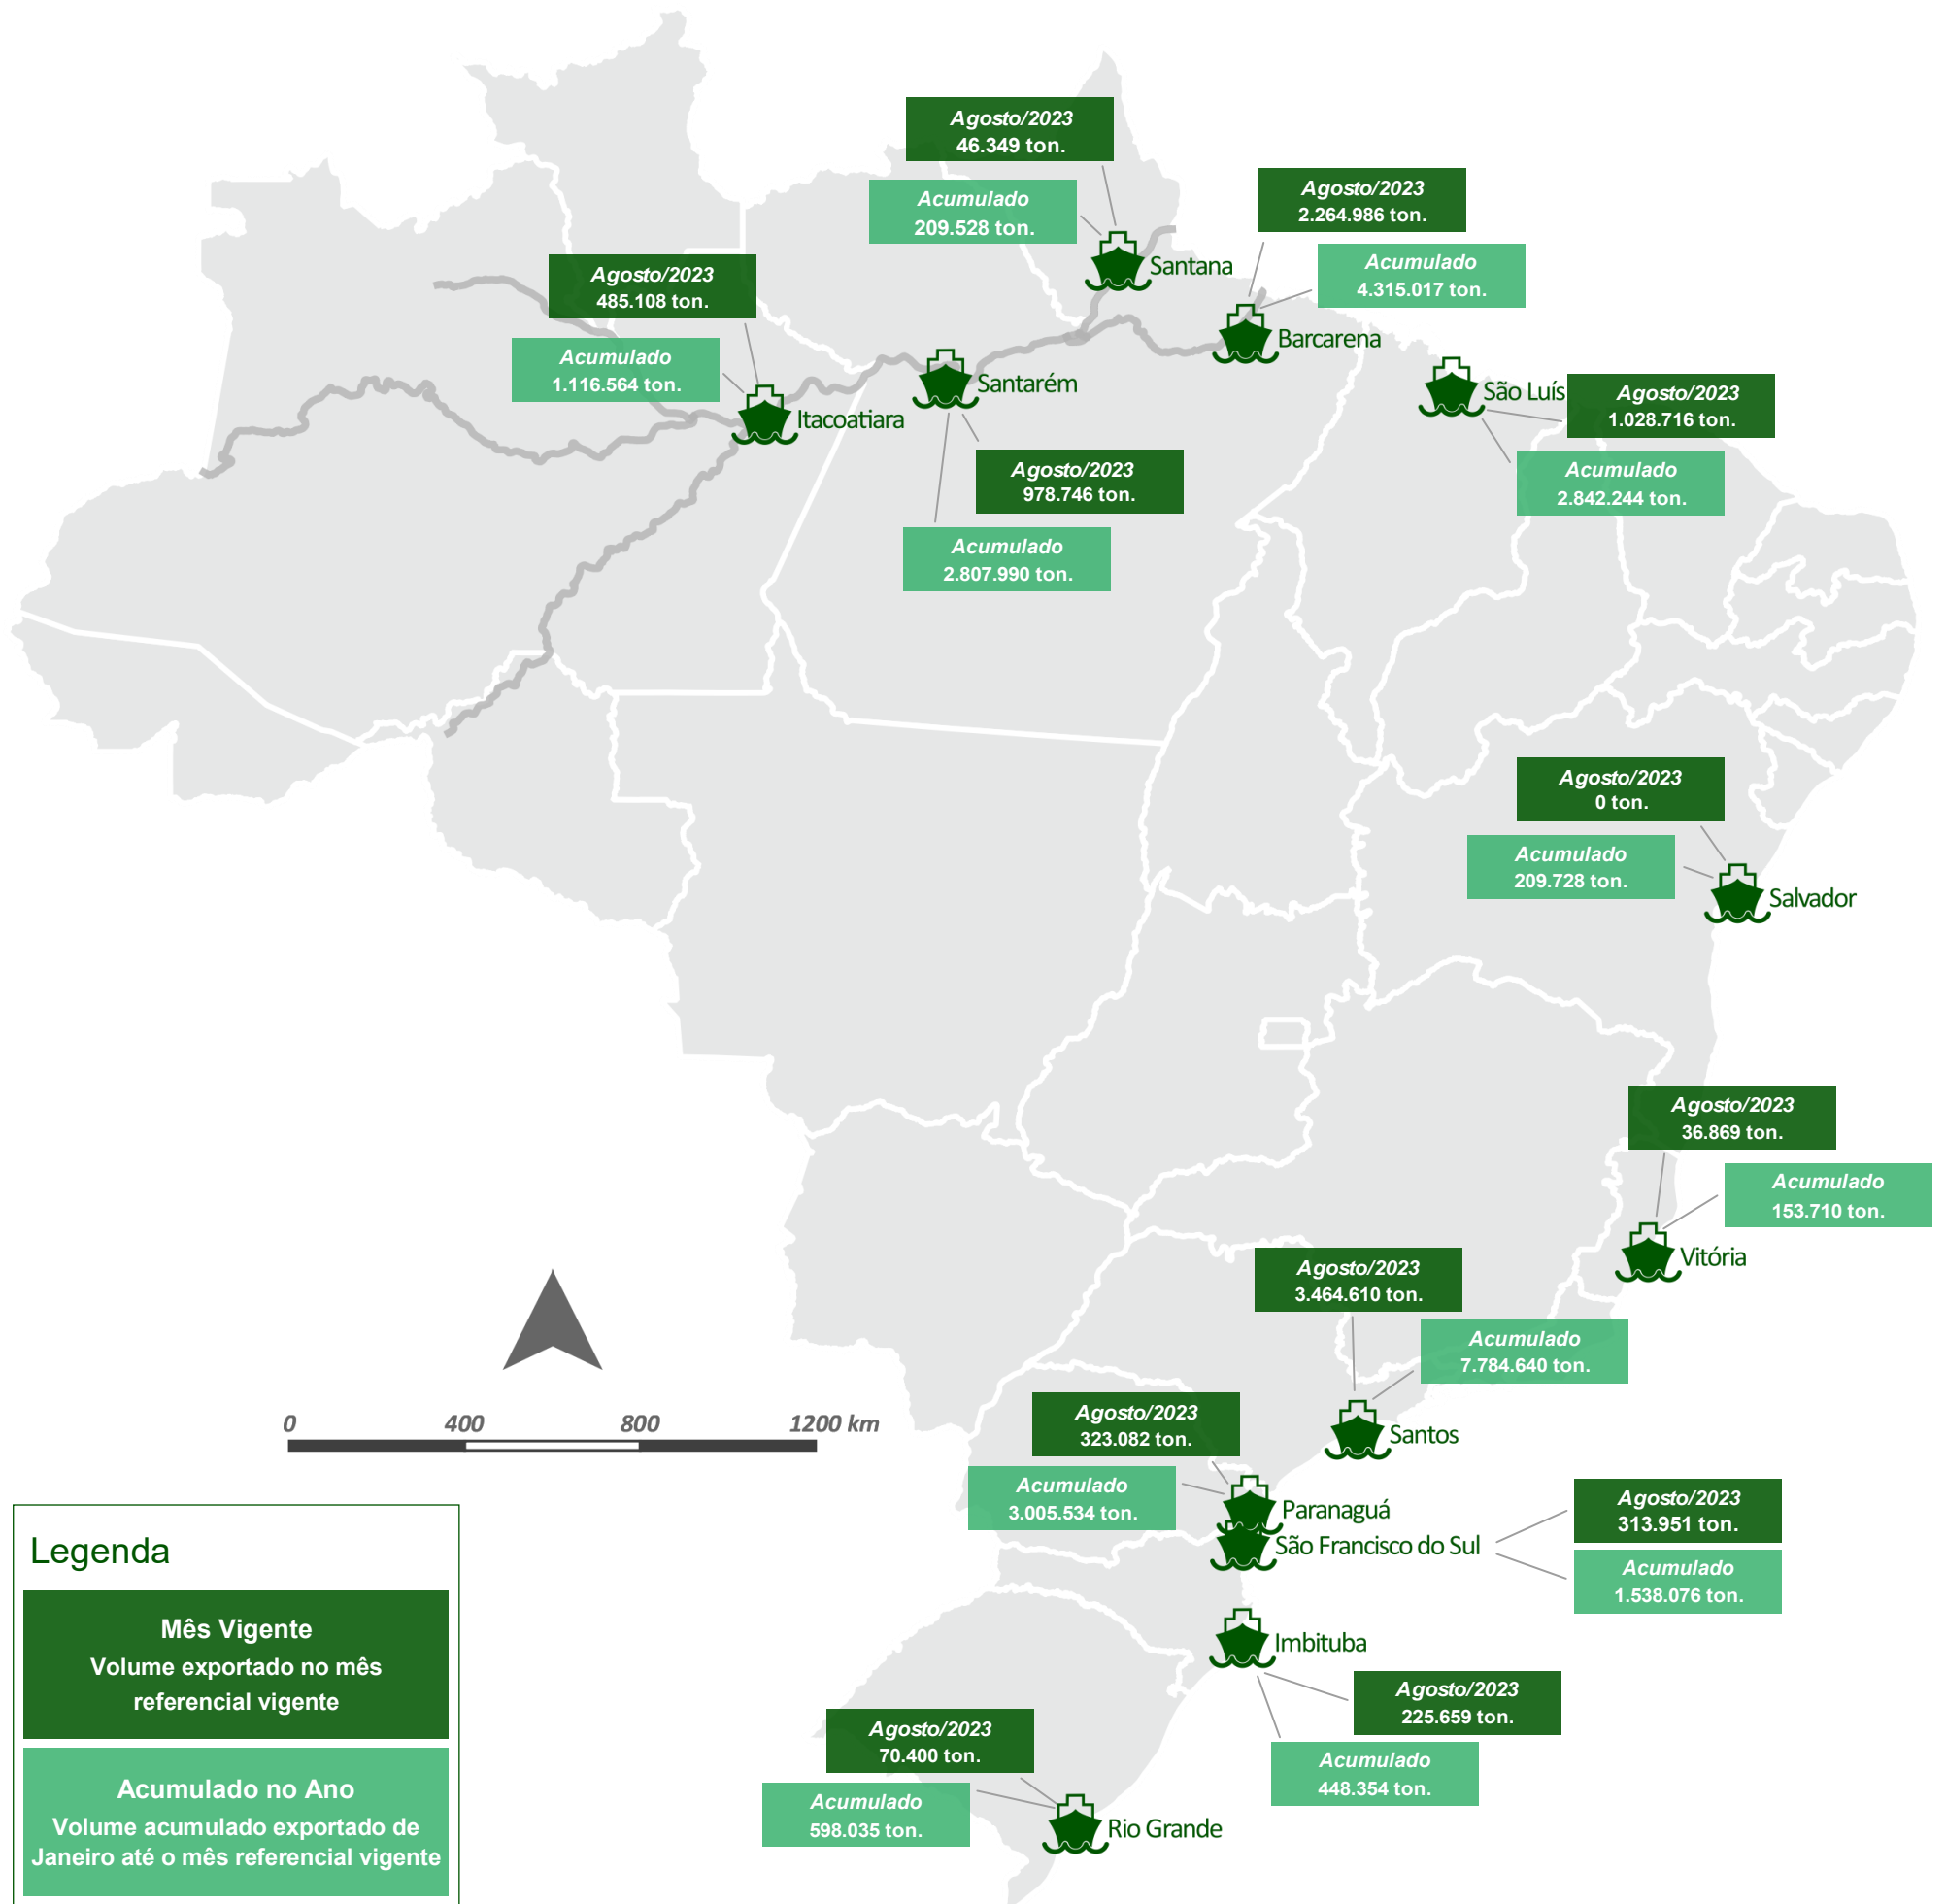 Agosto/2023
46.349 ton.
Acumulado
209.528 ton.
Santana
Agosto/2023
2.264.986 ton.
Acumulado
4.315.017 ton.
Barcarena
Agosto/2023
485.108 ton.
Acumulado
1.116.564 ton.
Itacoatiara
Santarém
Agosto/2023
978.746 ton.
Acumulado
2.807.990 ton.
São Luís
Agosto/2023
1.028.716 ton.
Acumulado
2.842.244 ton.
Agosto/2023
0 ton.
Acumulado
209.728 ton.
Salvador
Agosto/2023
36.869 ton.
Acumulado
153.710 ton.
Vitória
Agosto/2023
3.464.610 ton.
Acumulado
7.784.640 ton.
Santos
Agosto/2023
323.082 ton.
Acumulado
3.005.534 ton.
Paranaguá
São Francisco do Sul
Agosto/2023
313.951 ton.
Acumulado
1.538.076 ton.
Imbituba
Agosto/2023
225.659 ton.
Acumulado
448.354 ton.
Agosto/2023
70.400 ton.
Acumulado
598.035 ton.
Rio Grande
0 400 800 1200 km
Legenda
Mês Vigente
Volume exportado no mês
referencial vigente
Acumulado no Ano
Volume acumulado exportado de
Janeiro até o mês referencial vigente